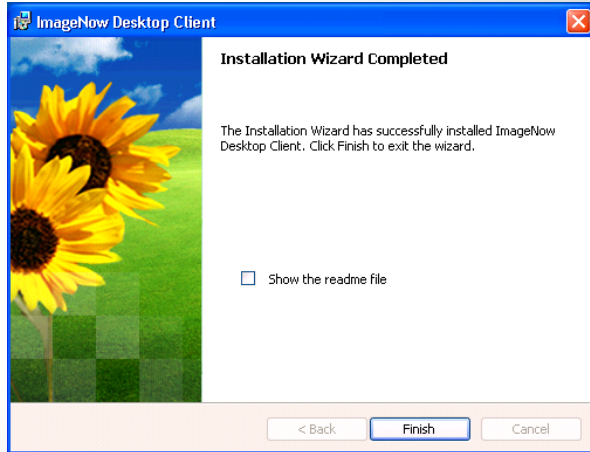 ImageNow Desktop Client
Installation Wizard Completed
The Installation Wizard has successfully installed ImageNow
Desktop Client. Click Finish to exit the wizard.
Show the readme file
< Back
Finish
Cancel